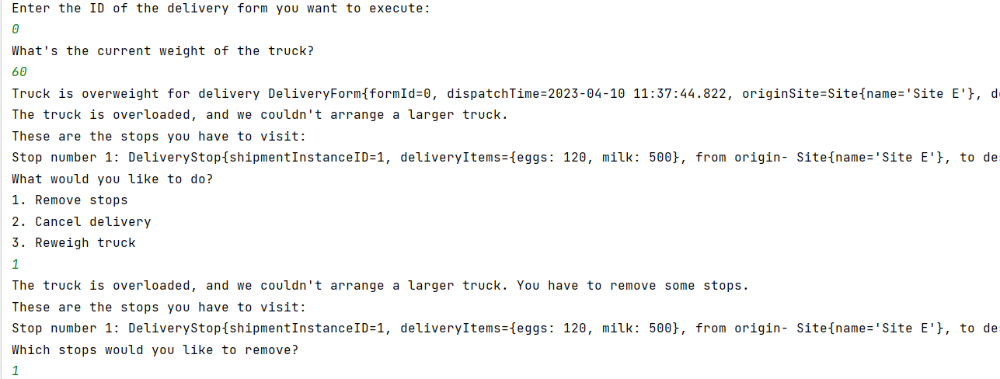 Enter the ID of the delivery form you want to execute:
0
What's the current weight of the truck?
60
Truck is overweight for delivery DeliveryForm{formId=0, dispatchTime=2023-04-10 11:37:44.822, originSite=Site{name='Site E'}, d
The truck is overloaded, and we couldn't arrange a larger truck.
These are the stops you have to visit:
Stop number 1: DeliveryStop{shipmentInstanceID=1, deliveryItems={eggs: 120, milk: 500}, from origin- Site{name='Site E'}, to de
What would you like to do?
1. Remove stops
2. Cancel delivery
3. Reweigh truck
1
The truck is overloaded, and we couldn't arrange a larger truck. You have to remove some stops.
These are the stops you have to visit:
Stop number 1: DeliveryStop{shipmentInstanceID=1, deliveryItems={eggs: 120, milk: 500}, from origin- Site{name='Site E'}, to de
Which stops would you like to remove?
1